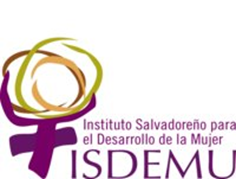 Instituto Salvadoreño para
el Desarrollo de la Mujer
ISDEMU